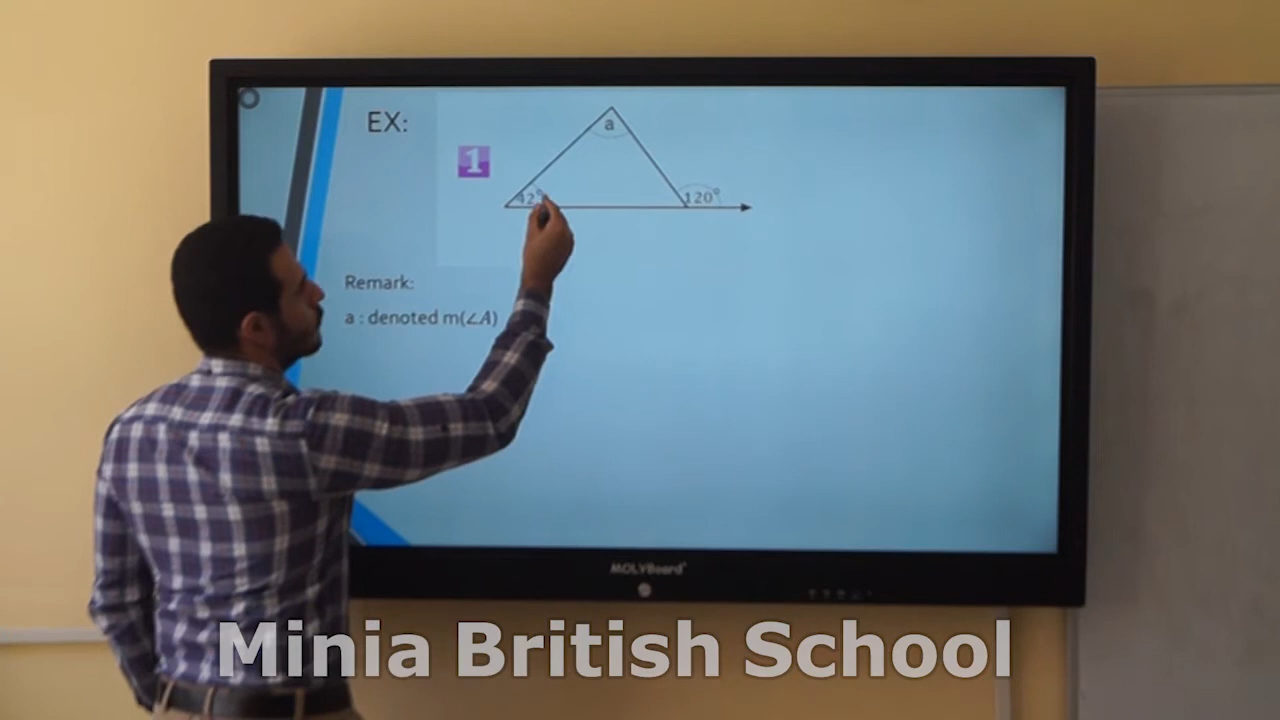 EX:
a
1
42°
120°
Remark:
a : denoted m(∠A)
MOLYBoard
Minia British School